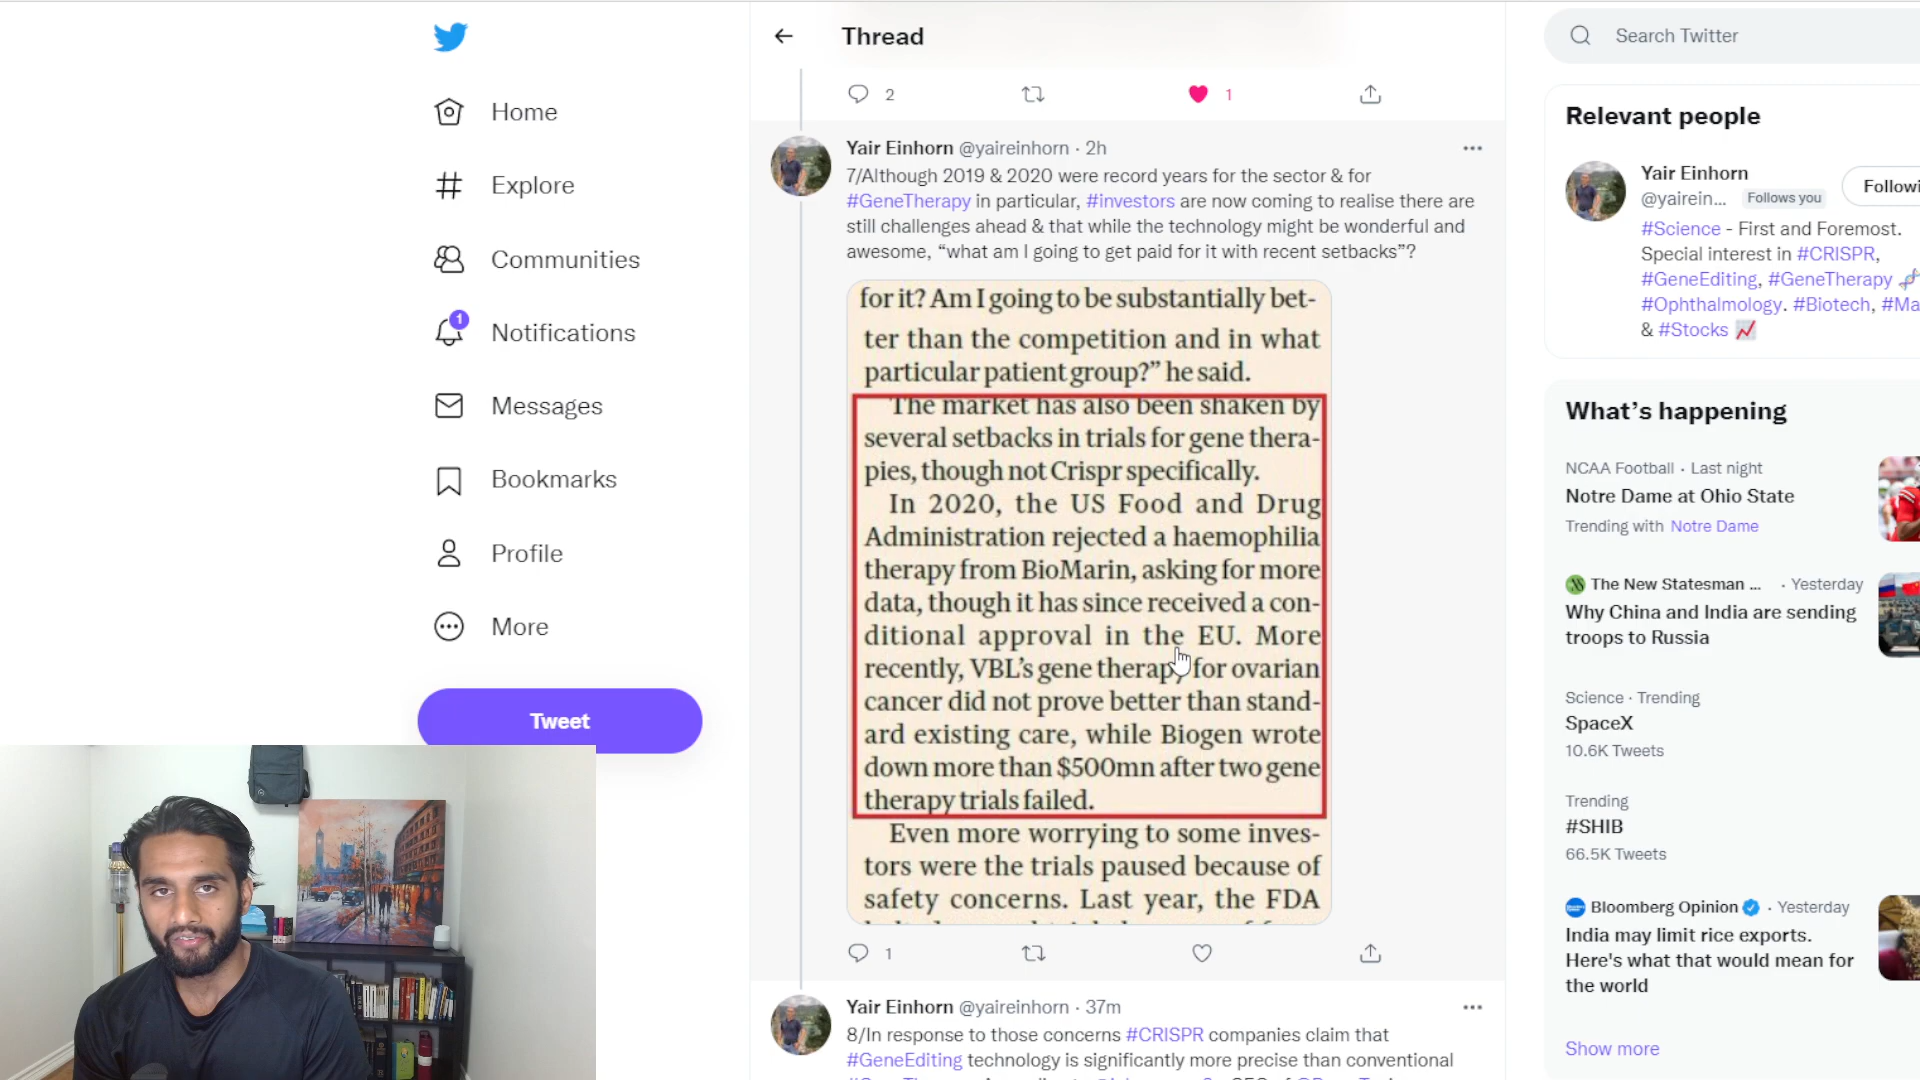 Home
Explore
Communities
1
Notifications
Messages
Bookmarks
Profile
More
Tweet
Thread
2
1
Yair Einhorn @yaireinhorn · 2h
7/Although 2019 & 2020 were record years for the sector & for
#GeneTherapy in particular, #investors are now coming to realise there are
still challenges ahead & that while the technology might be wonderful and
awesome, “what am I going to get paid for it with recent setbacks”?
for it? Am I going to be substantially bet-
ter than the competition and in what
particular patient group?” he said.
The market has also been shaken by
several setbacks in trials for gene thera-
pies, though not Crispr specifically.
In 2020, the US Food and Drug
Administration rejected a haemophilia
therapy from BioMarin, asking for more
data, though it has since received a con-
ditional approval in the EU. More
recently, VBL’s gene therapy for ovarian
cancer did not prove better than stand-
ard existing care, while Biogen wrote
down more than $500mn after two gene
therapy trials failed.
Even more worrying to some inves-
tors were the trials paused because of
safety concerns. Last year, the FDA
1
Yair Einhorn @yaireinhorn · 37m
8/In response to those concerns #CRISPR companies claim that
#GeneEditing technology is significantly more precise than conventional
Search Twitter
Relevant people
Yair Einhorn
@yairein... Follows you
Followi
#Science - First and Foremost.
Special interest in #CRISPR,
#GeneEditing, #GeneTherapy
#Ophthalmology. #Biotech, #Ma
& #Stocks
What’s happening
NCAA Football · Last night
Notre Dame at Ohio State
Trending with Notre Dame
The New Statesman ... · Yesterday
Why China and India are sending
troops to Russia
Science · Trending
SpaceX
10.6K Tweets
Trending
#SHIB
66.5K Tweets
Bloomberg Opinion · Yesterday
India may limit rice exports.
Here's what that would mean for
the world
Show more